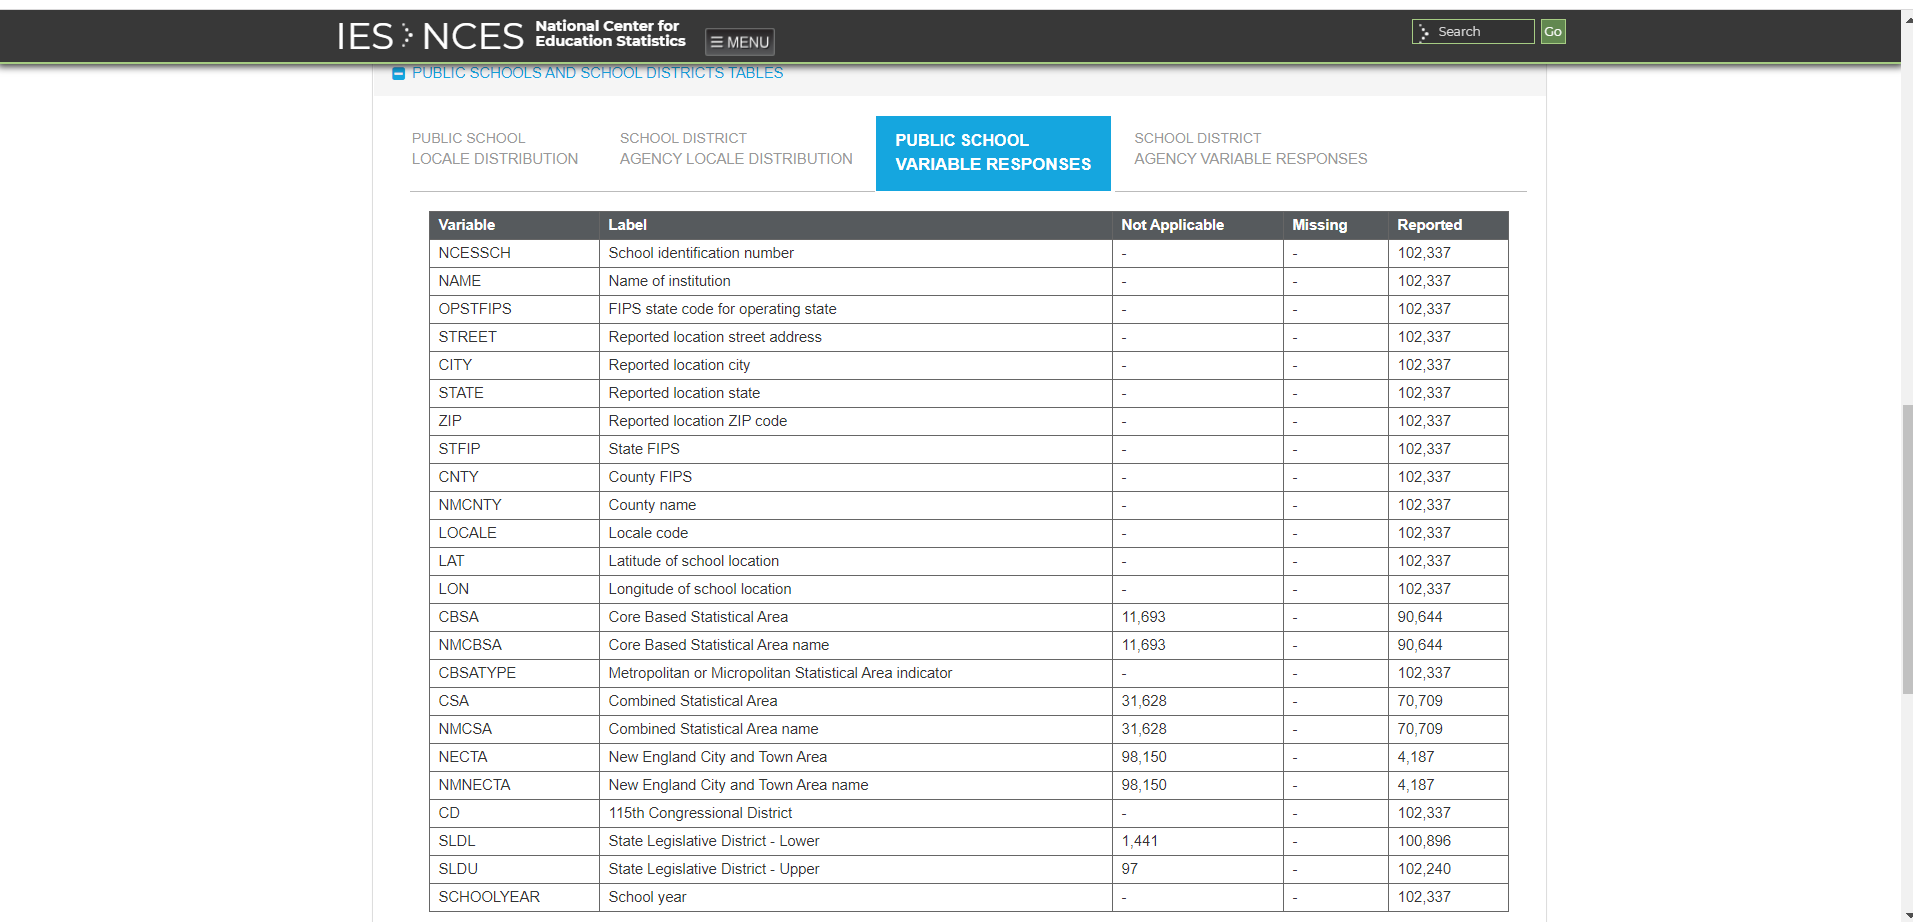 IES NCES National Center for
Education Statistics
MENU
Search
Go
PUBLIC SCHOOLS AND SCHOOL DISTRICTS TABLES
PUBLIC SCHOOL
LOCALE DISTRIBUTION
SCHOOL DISTRICT
AGENCY LOCALE DISTRIBUTION
PUBLIC SCHOOL
VARIABLE RESPONSES
SCHOOL DISTRICT
AGENCY VARIABLE RESPONSES
Variable Label Not Applicable Missing Reported
NCESSCH School identification number - - 102,337
NAME Name of institution - - 102,337
OPSTFIPS FIPS state code for operating state - - 102,337
STREET Reported location street address - - 102,337
CITY Reported location city - - 102,337
STATE Reported location state - - 102,337
ZIP Reported location ZIP code - - 102,337
STFIP State FIPS - - 102,337
CNTY County FIPS - - 102,337
NMCNTY County name - - 102,337
LOCALE Locale code - - 102,337
LAT Latitude of school location - - 102,337
LON Longitude of school location - - 102,337
CBSA Core Based Statistical Area 11,693 - 90,644
NMCBSA Core Based Statistical Area name 11,693 - 90,644
CBSATYPE Metropolitan or Micropolitan Statistical Area indicator - - 102,337
CSA Combined Statistical Area 31,628 - 70,709
NMCSA Combined Statistical Area name 31,628 - 70,709
NECTA New England City and Town Area 98,150 - 4,187
NMNECTA New England City and Town Area name 98,150 - 4,187
CD 115th Congressional District - - 102,337
SLDL State Legislative District - Lower 1,441 - 100,896
SLDU State Legislative District - Upper 97 - 102,240
SCHOOLYEAR School year - - 102,337